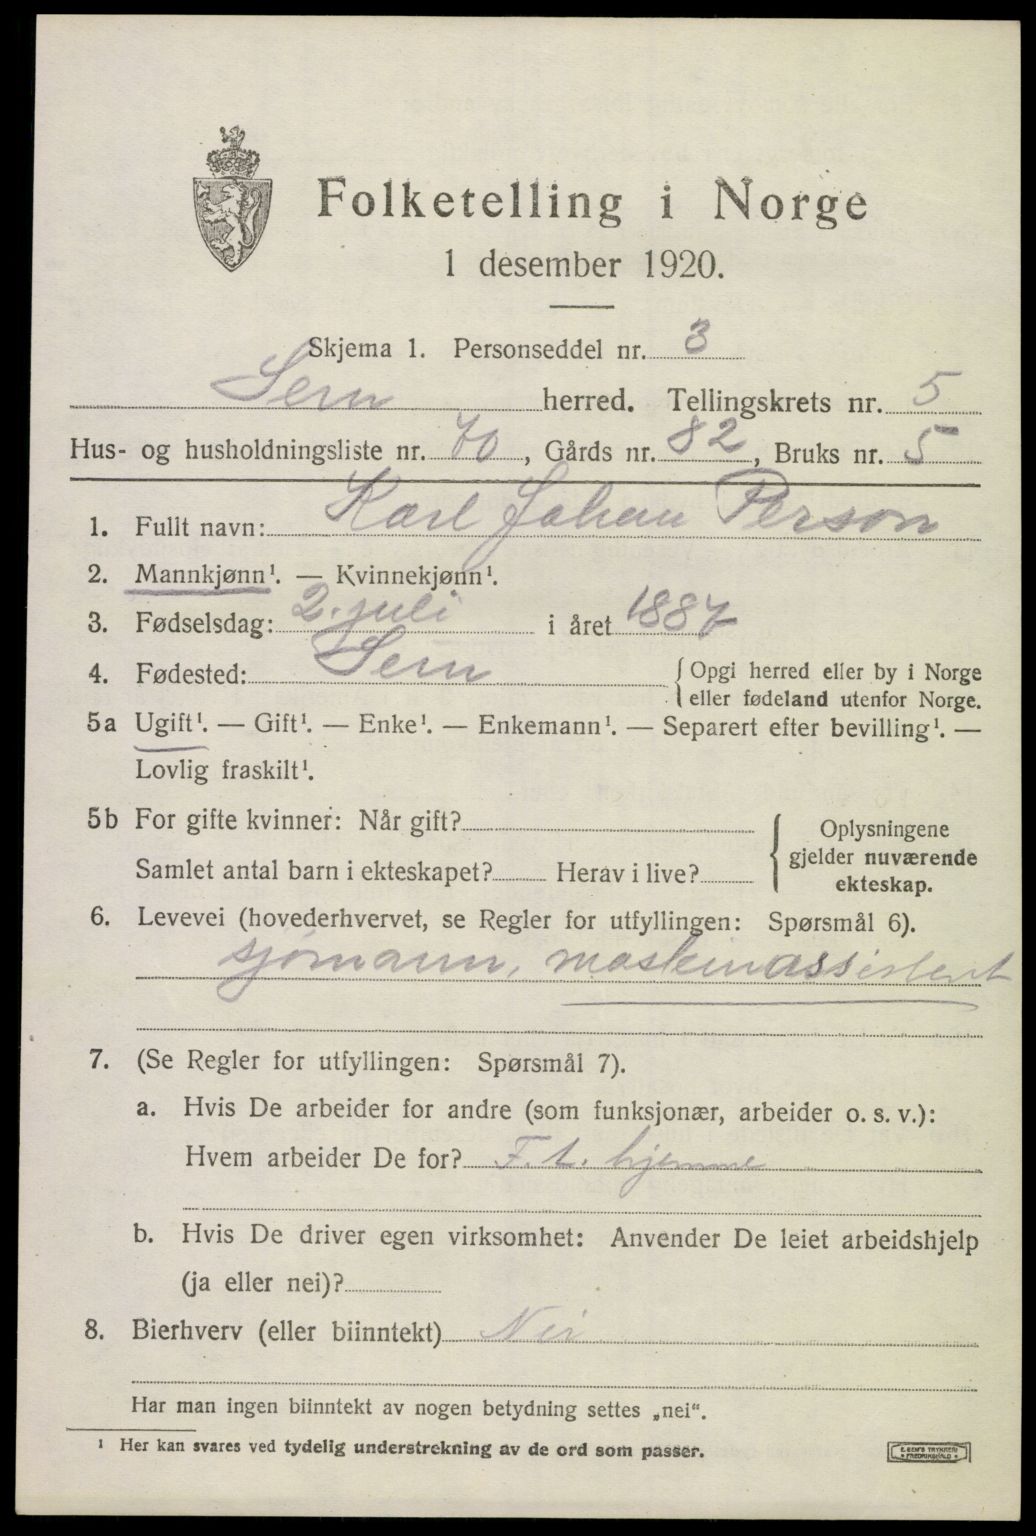 Folketelling i Norge
1 desember 1920.
Skjema 1. Personseddel nr. 3
Sem herred. Tellingskrets nr. 5
Hus- og husholdningsliste nr. 70, Gårds nr. 82, Bruks nr. 5
1. Fullt navn: Karl Johan Person
2. Mannkjønn¹. — Kvinnekjønn¹.
3. Fødselsdag: 2. juli i året 1887
4. Fødested: Sem { Opgi herred eller by i Norge
eller fødeland utenfor Norge.
5a Ugift¹. — Gift¹. — Enke¹. — Enkemann¹. — Separert efter bevilling¹. —
Lovlig fraskilt¹.
5b For gifte kvinner: Når gift?
Samlet antal barn i ekteskapet? Herav i live?
Oplysningene
gjelder nuværende
ekteskap.
6. Levevei (hovederhvervet, se Regler for utfyllingen: Spørsmål 6).
sjømann, maskinassistent
7. (Se Regler for utfyllingen: Spørsmål 7).
a. Hvis De arbeider for andre (som funksjonær, arbeider o. s. v.):
Hvem arbeider De for? F. t. hjemme
b. Hvis De driver egen virksomhet: Anvender De leiet arbeidshjelp
(ja eller nei)?
8. Bierhverv (eller biinntekt) Nei
Har man ingen biinntekt av nogen betydning settes „nei“.
¹ Her kan svares ved tydelig understrekning av de ord som passer.
E. SEM'S TRYKKERI
FREDRIKSHALD